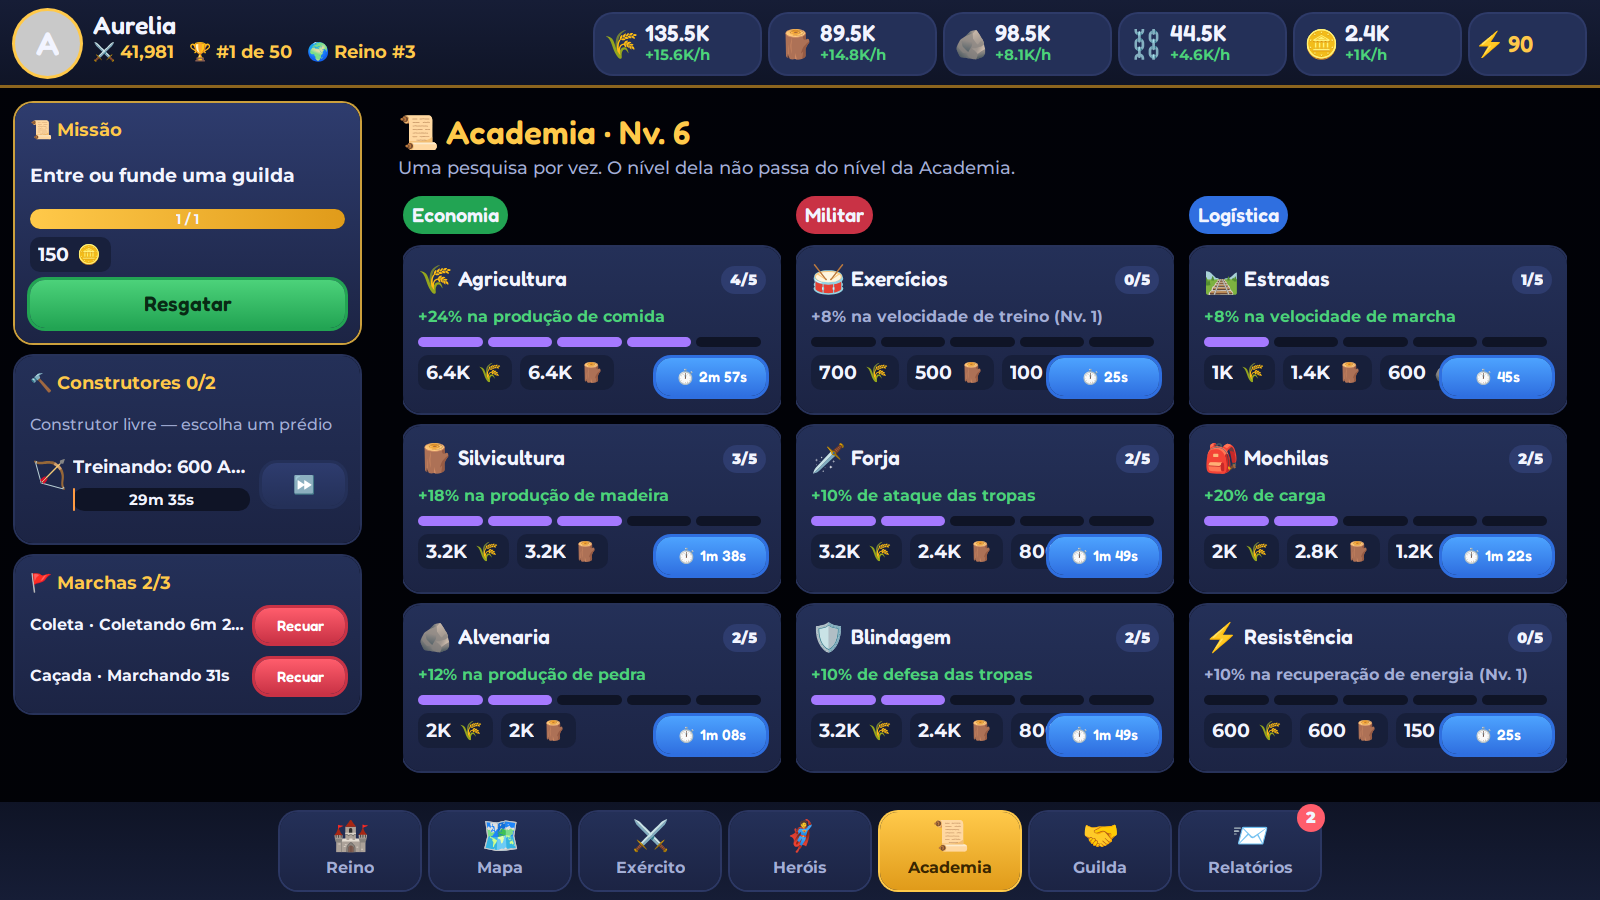 A
Aurelia
41,981 #1 de 50 Reino #3
135.5K
+15.6K/h
89.5K
+14.8K/h
98.5K
+8.1K/h
44.5K
+4.6K/h
2.4K
+1K/h
90
Missão
Entre ou funde uma guilda
1 / 1
150
Resgatar
Construtores 0/2
Construtor livre — escolha um prédio
Treinando: 600 A...
29m 35s
Marchas 2/3
Coleta · Coletando 6m 2...
Recuar
Caçada · Marchando 31s
Recuar
Academia · Nv. 6
Uma pesquisa por vez. O nível dela não passa do nível da Academia.
Economia
Agricultura 4/5
+24% na produção de comida
6.4K 6.4K 2m 57s
Silvicultura 3/5
+18% na produção de madeira
3.2K 3.2K 1m 38s
Alvenaria 2/5
+12% na produção de pedra
2K 2K 1m 08s
Militar
Exercícios 0/5
+8% na velocidade de treino (Nv. 1)
700 500 100 25s
Forja 2/5
+10% de ataque das tropas
3.2K 2.4K 80 1m 49s
Blindagem 2/5
+10% de defesa das tropas
3.2K 2.4K 80 1m 49s
Logística
Estradas 1/5
+8% na velocidade de marcha
1K 1.4K 600 45s
Mochilas 2/5
+20% de carga
2K 2.8K 1.2K 1m 22s
Resistência 0/5
+10% na recuperação de energia (Nv. 1)
600 600 150 25s
Reino
Mapa
Exército
Heróis
Academia
Guilda
Relatórios
2